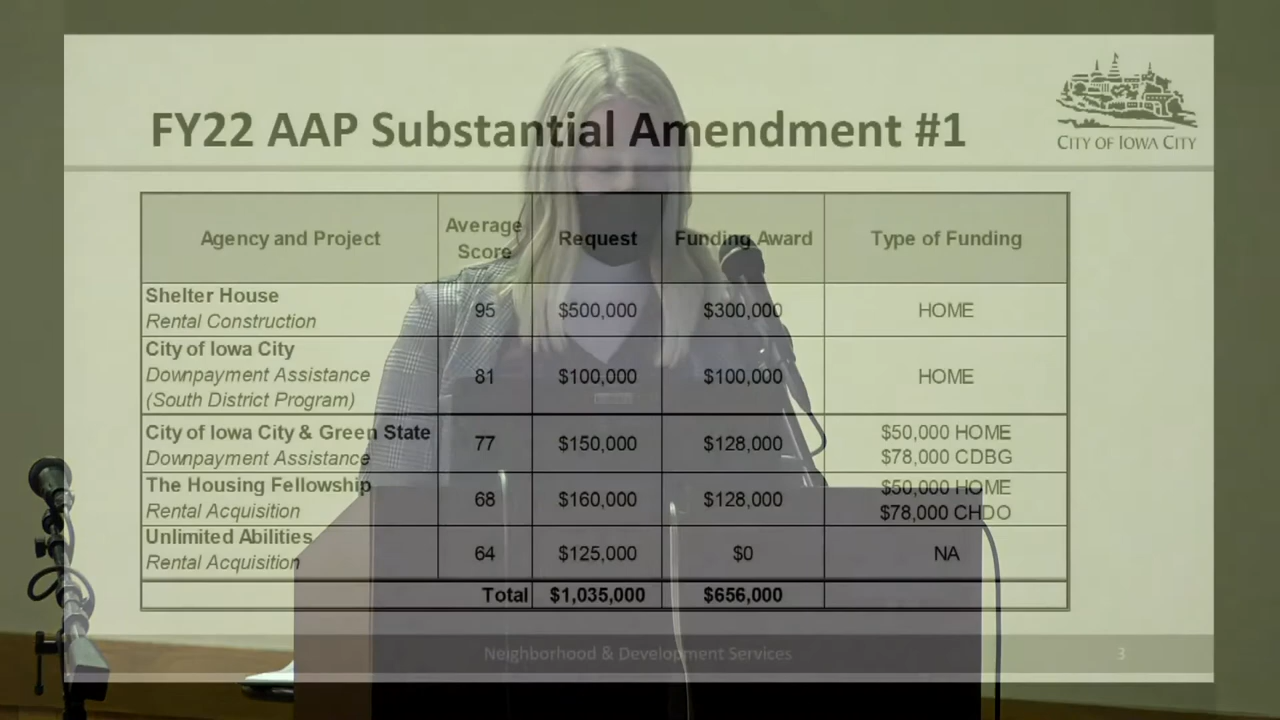 FY22 AAP Substantial Amendment #1
CITY OF IOWA CITY
Agency and Project Average Score Request Funding Award Type of Funding
Shelter House
Rental Construction 95 $500,000 $300,000 HOME
City of Iowa City
Downpayment Assistance 81 $100,000 $100,000 HOME
(South District Program)
City of Iowa City & Green State $50,000 HOME
Downpayment Assistance 77 $150,000 $128,000 $78,000 CDBG
The Housing Fellowship $50,000 HOME
Rental Acquisition 68 $160,000 $128,000 $78,000 CHDO
Unlimited Abilities
Rental Acquisition 64 $125,000 $0 NA
Total $1,035,000 $656,000
Neighborhood & Development Services 3